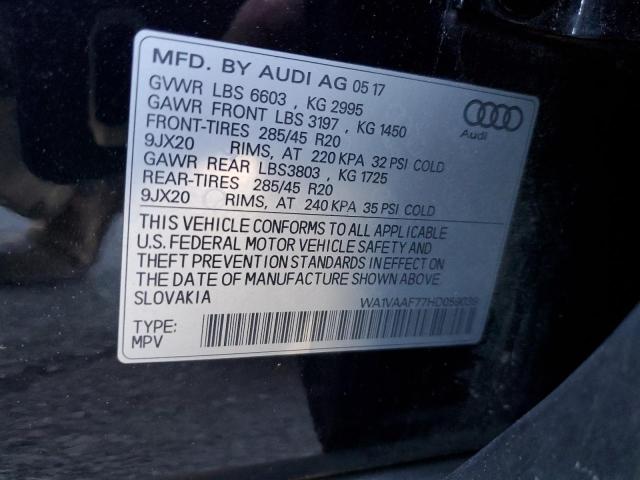 MFD. BY AUDI AG 05 17
GVWR LBS 6603 , KG 2995
GAWR FRONT LBS 3197 , KG 1450
FRONT-TIRES 285/45 R20
9JX20 RIMS, AT 220 KPA 32 PSI COLD
GAWR REAR LBS3803 , KG 1725
REAR-TIRES 285/45 R20
9JX20 RIMS, AT 240 KPA 35 PSI COLD
THIS VEHICLE CONFORMS TO ALL APPLICABLE
U.S. FEDERAL MOTOR VEHICLE SAFETY AND
THEFT PREVENTION STANDARDS IN EFFECT ON
THE DATE OF MANUFACTURE SHOWN ABOVE
SLOVAKIA
WA1VAAF77HD059039
TYPE:
MPV
Audi